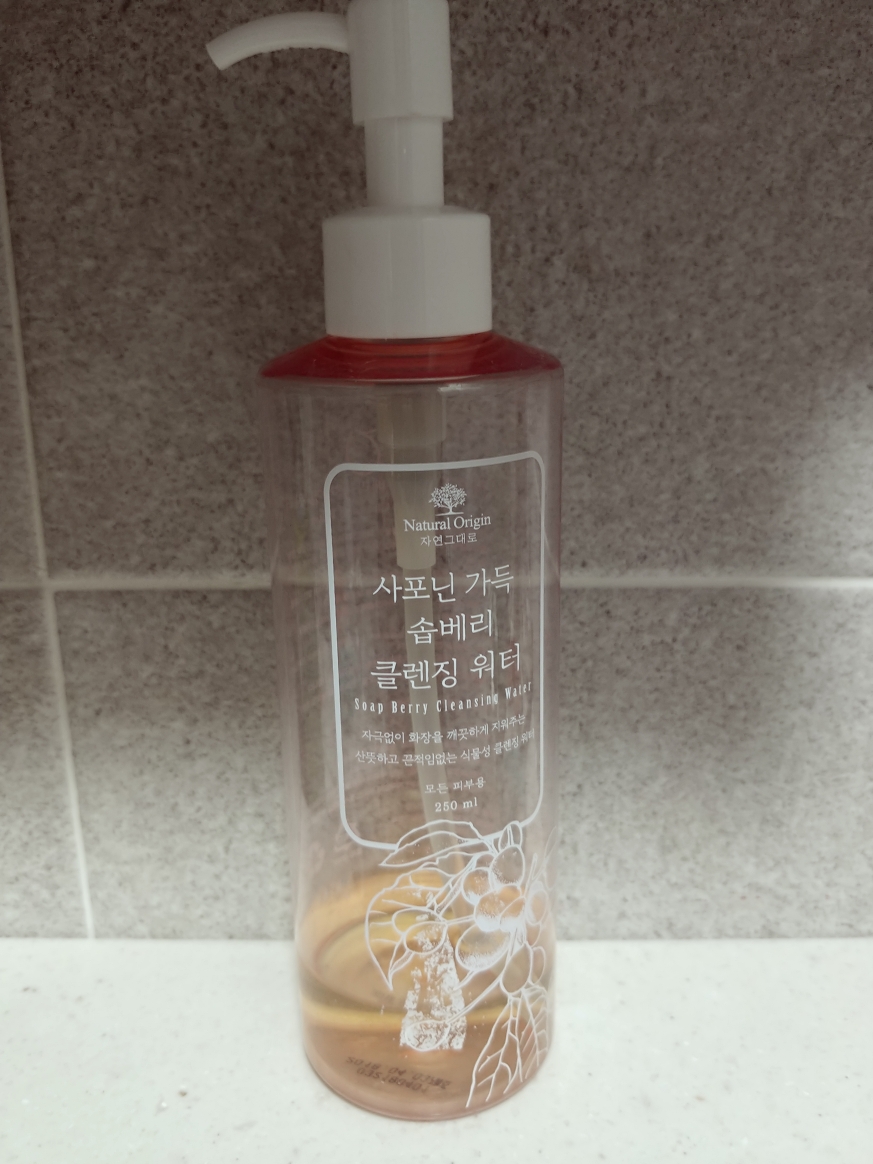 Natural Origin
자연그대로
사포닌 가득
솝베리
클렌징 워터
Soap Berry Cleansing Water
자극없이 화장을 깨끗하게 지워주는
산뜻하고 끈적임없는 식물성 클렌징 워터
모든 피부용
250 ml